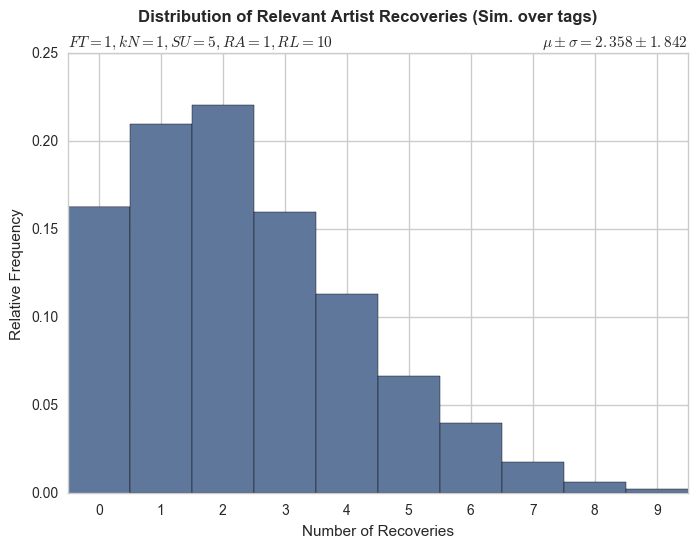 Distribution of Relevant Artist Recoveries (Sim. over tags)
FT = 1, kN = 1, SU = 5, RA = 1, RL = 10
μ ± σ = 2.358 ± 1.842
0.25
0.20
0.15
0.10
0.05
0.00
Relative Frequency
0 1 2 3 4 5 6 7 8 9
Number of Recoveries